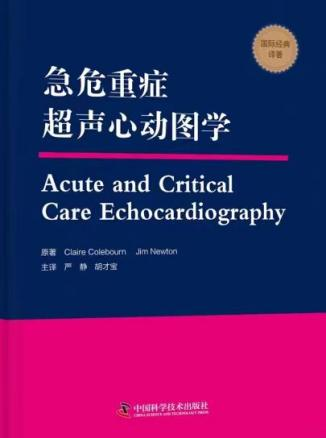 国际经典
译著
急危重症
超声心动图学
Acute and Critical
Care Echocardiography
原著 Claire Colebourn Jim Newton
主译 严 静 胡才宝
中国科学技术出版社